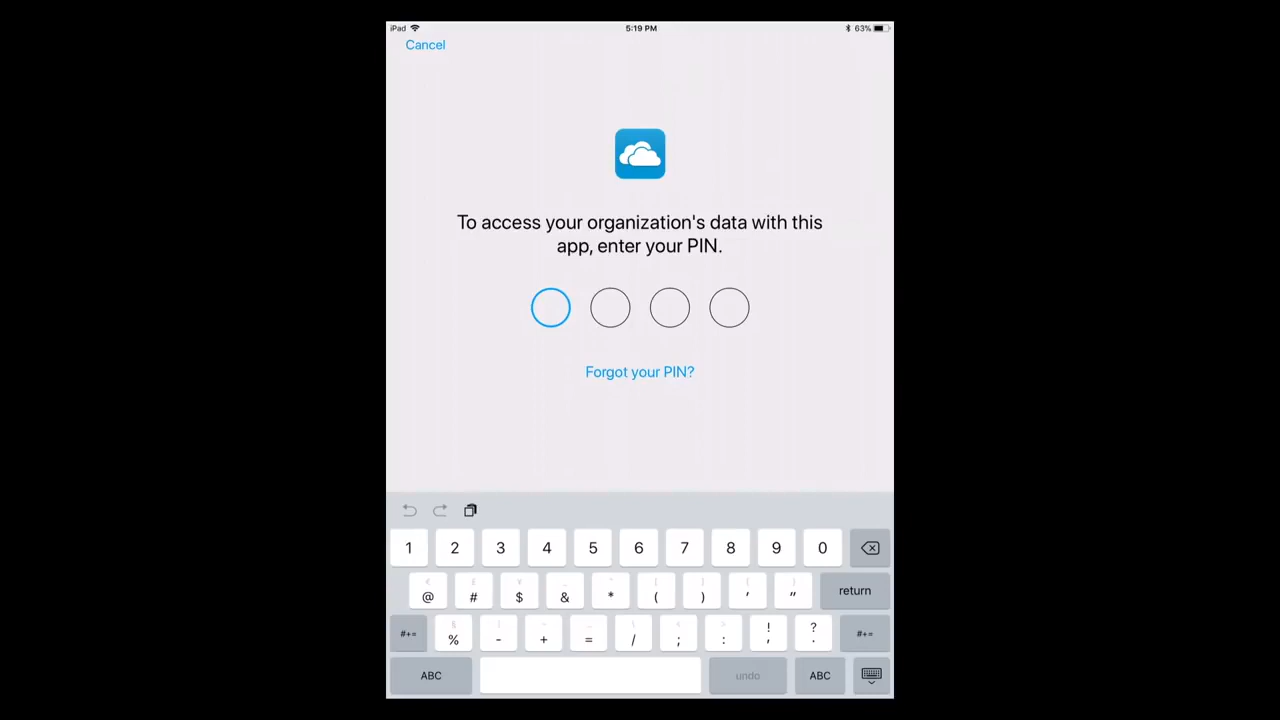 iPad 5:19 PM 63%
Cancel
To access your organization's data with this
app, enter your PIN.
Forgot your PIN?
1 2 3 4 5 6 7 8 9 0
@ # $ & * ( ) ' "
return
#+= % - + = / ; : ! , ? . #+=
ABC undo ABC